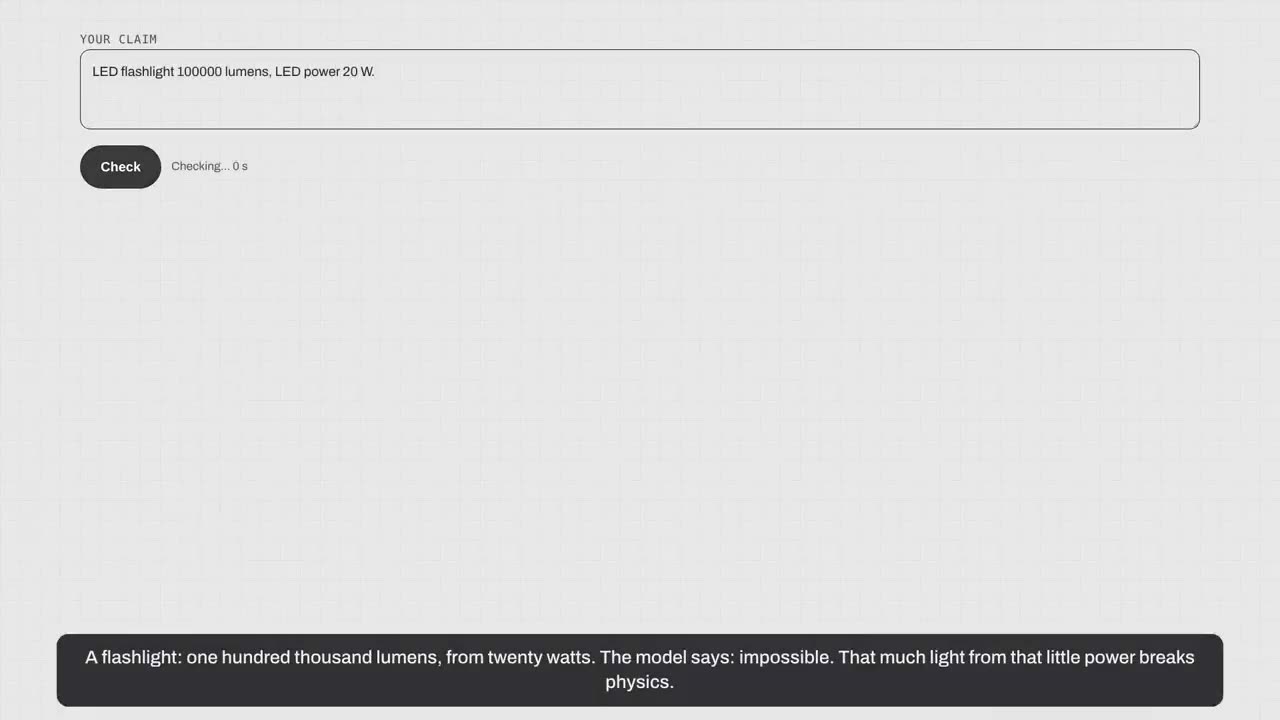 YOUR CLAIM
LED flashlight 100000 lumens, LED power 20 W.
Check
Checking... 0 s
A flashlight: one hundred thousand lumens, from twenty watts. The model says: impossible. That much light from that little power breaks
physics.